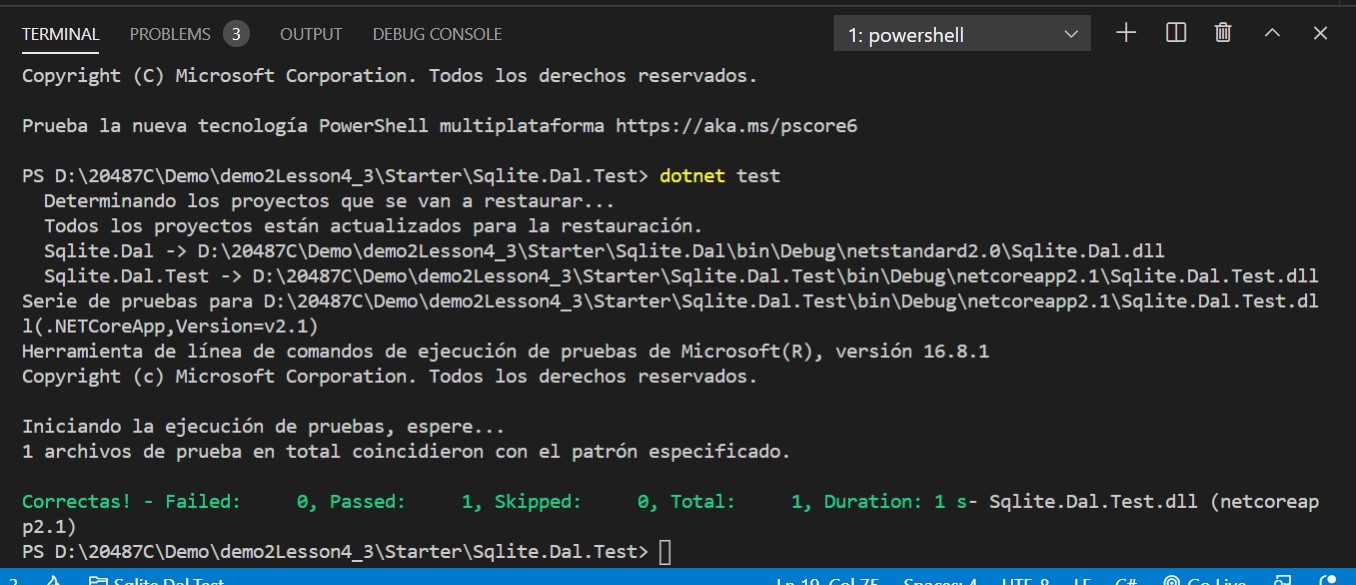 TERMINAL PROBLEMS 3 OUTPUT DEBUG CONSOLE 1: powershell
Copyright (C) Microsoft Corporation. Todos los derechos reservados.
Prueba la nueva tecnología PowerShell multiplataforma https://aka.ms/pscore6
PS D:\20487C\Demo\demo2Lesson4_3\Starter\Sqlite.Dal.Test> dotnet test
Determinando los proyectos que se van a restaurar...
Todos los proyectos están actualizados para la restauración.
Sqlite.Dal -> D:\20487C\Demo\demo2Lesson4_3\Starter\Sqlite.Dal\bin\Debug\netstandard2.0\Sqlite.Dal.dll
Sqlite.Dal.Test -> D:\20487C\Demo\demo2Lesson4_3\Starter\Sqlite.Dal.Test\bin\Debug\netcoreapp2.1\Sqlite.Dal.Test.dll
Serie de pruebas para D:\20487C\Demo\demo2Lesson4_3\Starter\Sqlite.Dal.Test\bin\Debug\netcoreapp2.1\Sqlite.Dal.Test.dl
l(.NETCoreApp,Version=v2.1)
Herramienta de línea de comandos de ejecución de pruebas de Microsoft(R), versión 16.8.1
Copyright (c) Microsoft Corporation. Todos los derechos reservados.
Iniciando la ejecución de pruebas, espere...
1 archivos de prueba en total coincidieron con el patrón especificado.
Correctas! - Failed: 0, Passed: 1, Skipped: 0, Total: 1, Duration: 1 s- Sqlite.Dal.Test.dll (netcoreap
p2.1)
PS D:\20487C\Demo\demo2Lesson4_3\Starter\Sqlite.Dal.Test>
Sqlite.Dal.Test Ln 19, Col 75 Spaces: 4 UTF-8 LF C# Go Live